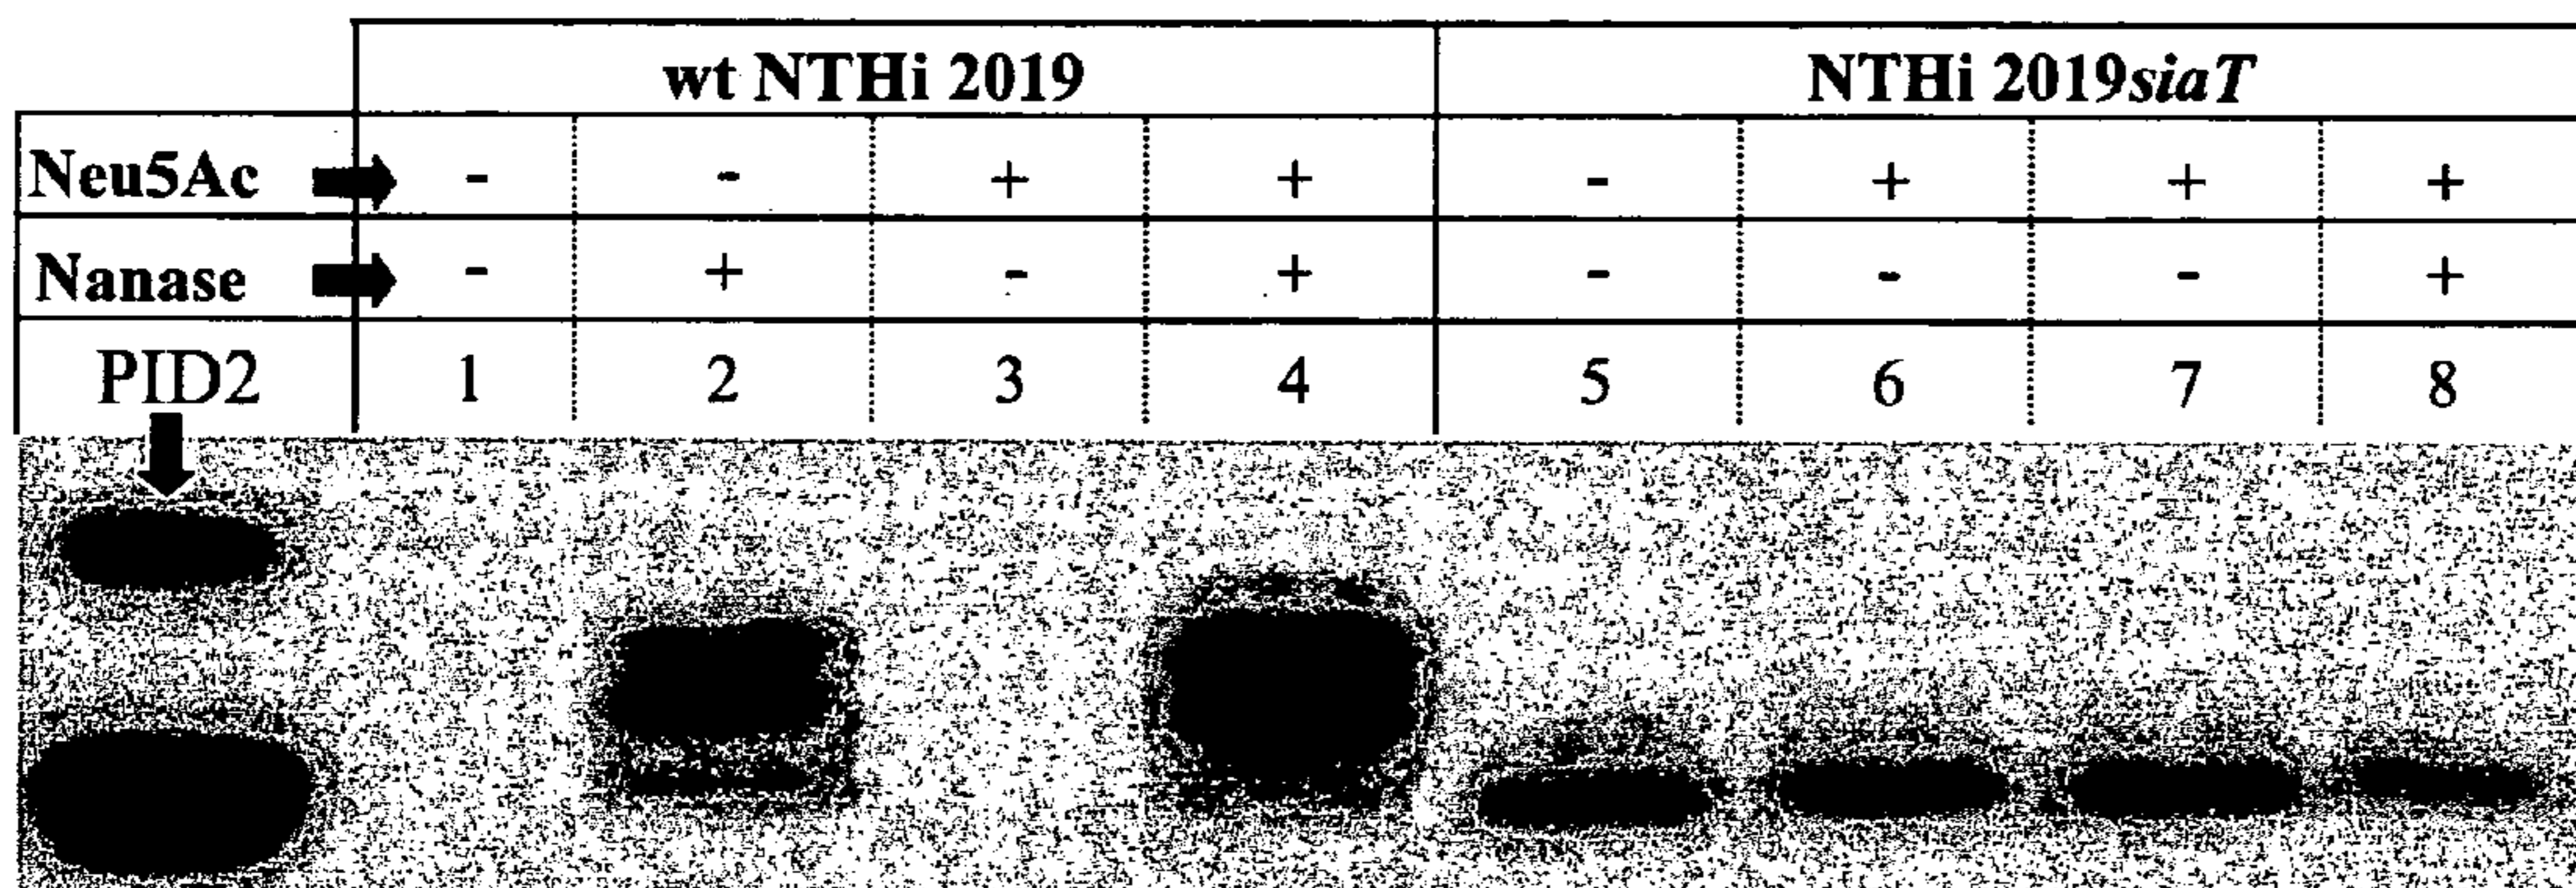 wt NTHi 2019 NTHi 2019siaT
Neu5Ac - - + + - + + +
Nanase - + - + - - - +
PID2 1 2 3 4 5 6 7 8